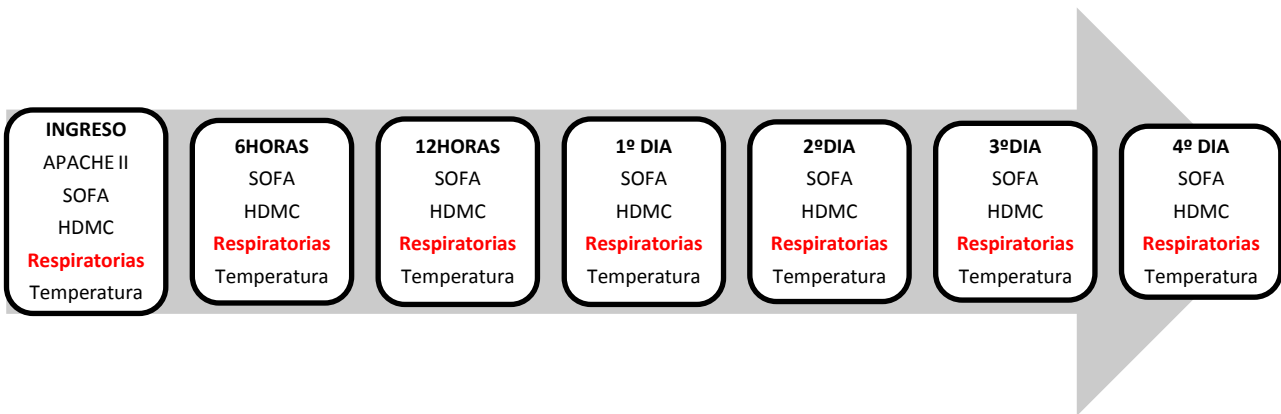 INGRESO
APACHE II
SOFA
HDMC
Respiratorias
Temperatura
6HORAS
SOFA
HDMC
Respiratorias
Temperatura
12HORAS
SOFA
HDMC
Respiratorias
Temperatura
1º DIA
SOFA
HDMC
Respiratorias
Temperatura
2ºDIA
SOFA
HDMC
Respiratorias
Temperatura
3ºDIA
SOFA
HDMC
Respiratorias
Temperatura
4º DIA
SOFA
HDMC
Respiratorias
Temperatura